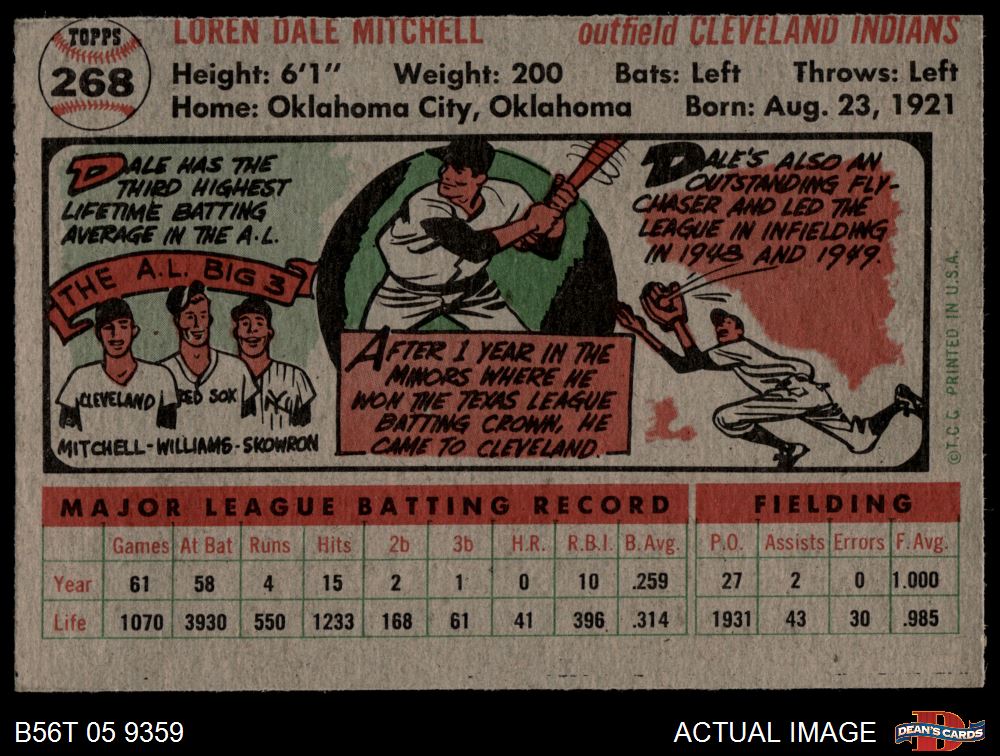 TOPPS
268
LOREN DALE MITCHELL
outfield CLEVELAND INDIANS
Height: 6'1" Weight: 200 Bats: Left Throws: Left
Home: Oklahoma City, Oklahoma Born: Aug. 23, 1921
DALE HAS THE
THIRD HIGHEST
LIFETIME BATTING
AVERAGE IN THE A.L.
THE A.L. BIG 3
CLEVELAND
RED SOX
NY
MITCHELL-WILLIAMS-SKOWRON
AFTER 1 YEAR IN THE
MINORS WHERE HE
WON THE TEXAS LEAGUE
BATTING CROWN, HE
CAME TO CLEVELAND.
DALE'S ALSO AN
OUTSTANDING FLY-
CHASER AND LED THE
LEAGUE IN INFIELDING
IN 1948 AND 1949.
©T.C.G. PRINTED IN U.S.A.
MAJOR LEAGUE BATTING RECORD FIELDING
Games At Bat Runs Hits 2b 3b H.R. R.B.I. B.Avg. P.O. Assists Errors F.Avg.
Year 61 58 4 15 2 1 0 10 .259 27 2 0 1.000
Life 1070 3930 550 1233 168 61 41 396 .314 1931 43 30 .985
B56T 05 9359
ACTUAL IMAGE
D
DEAN'S CARDS